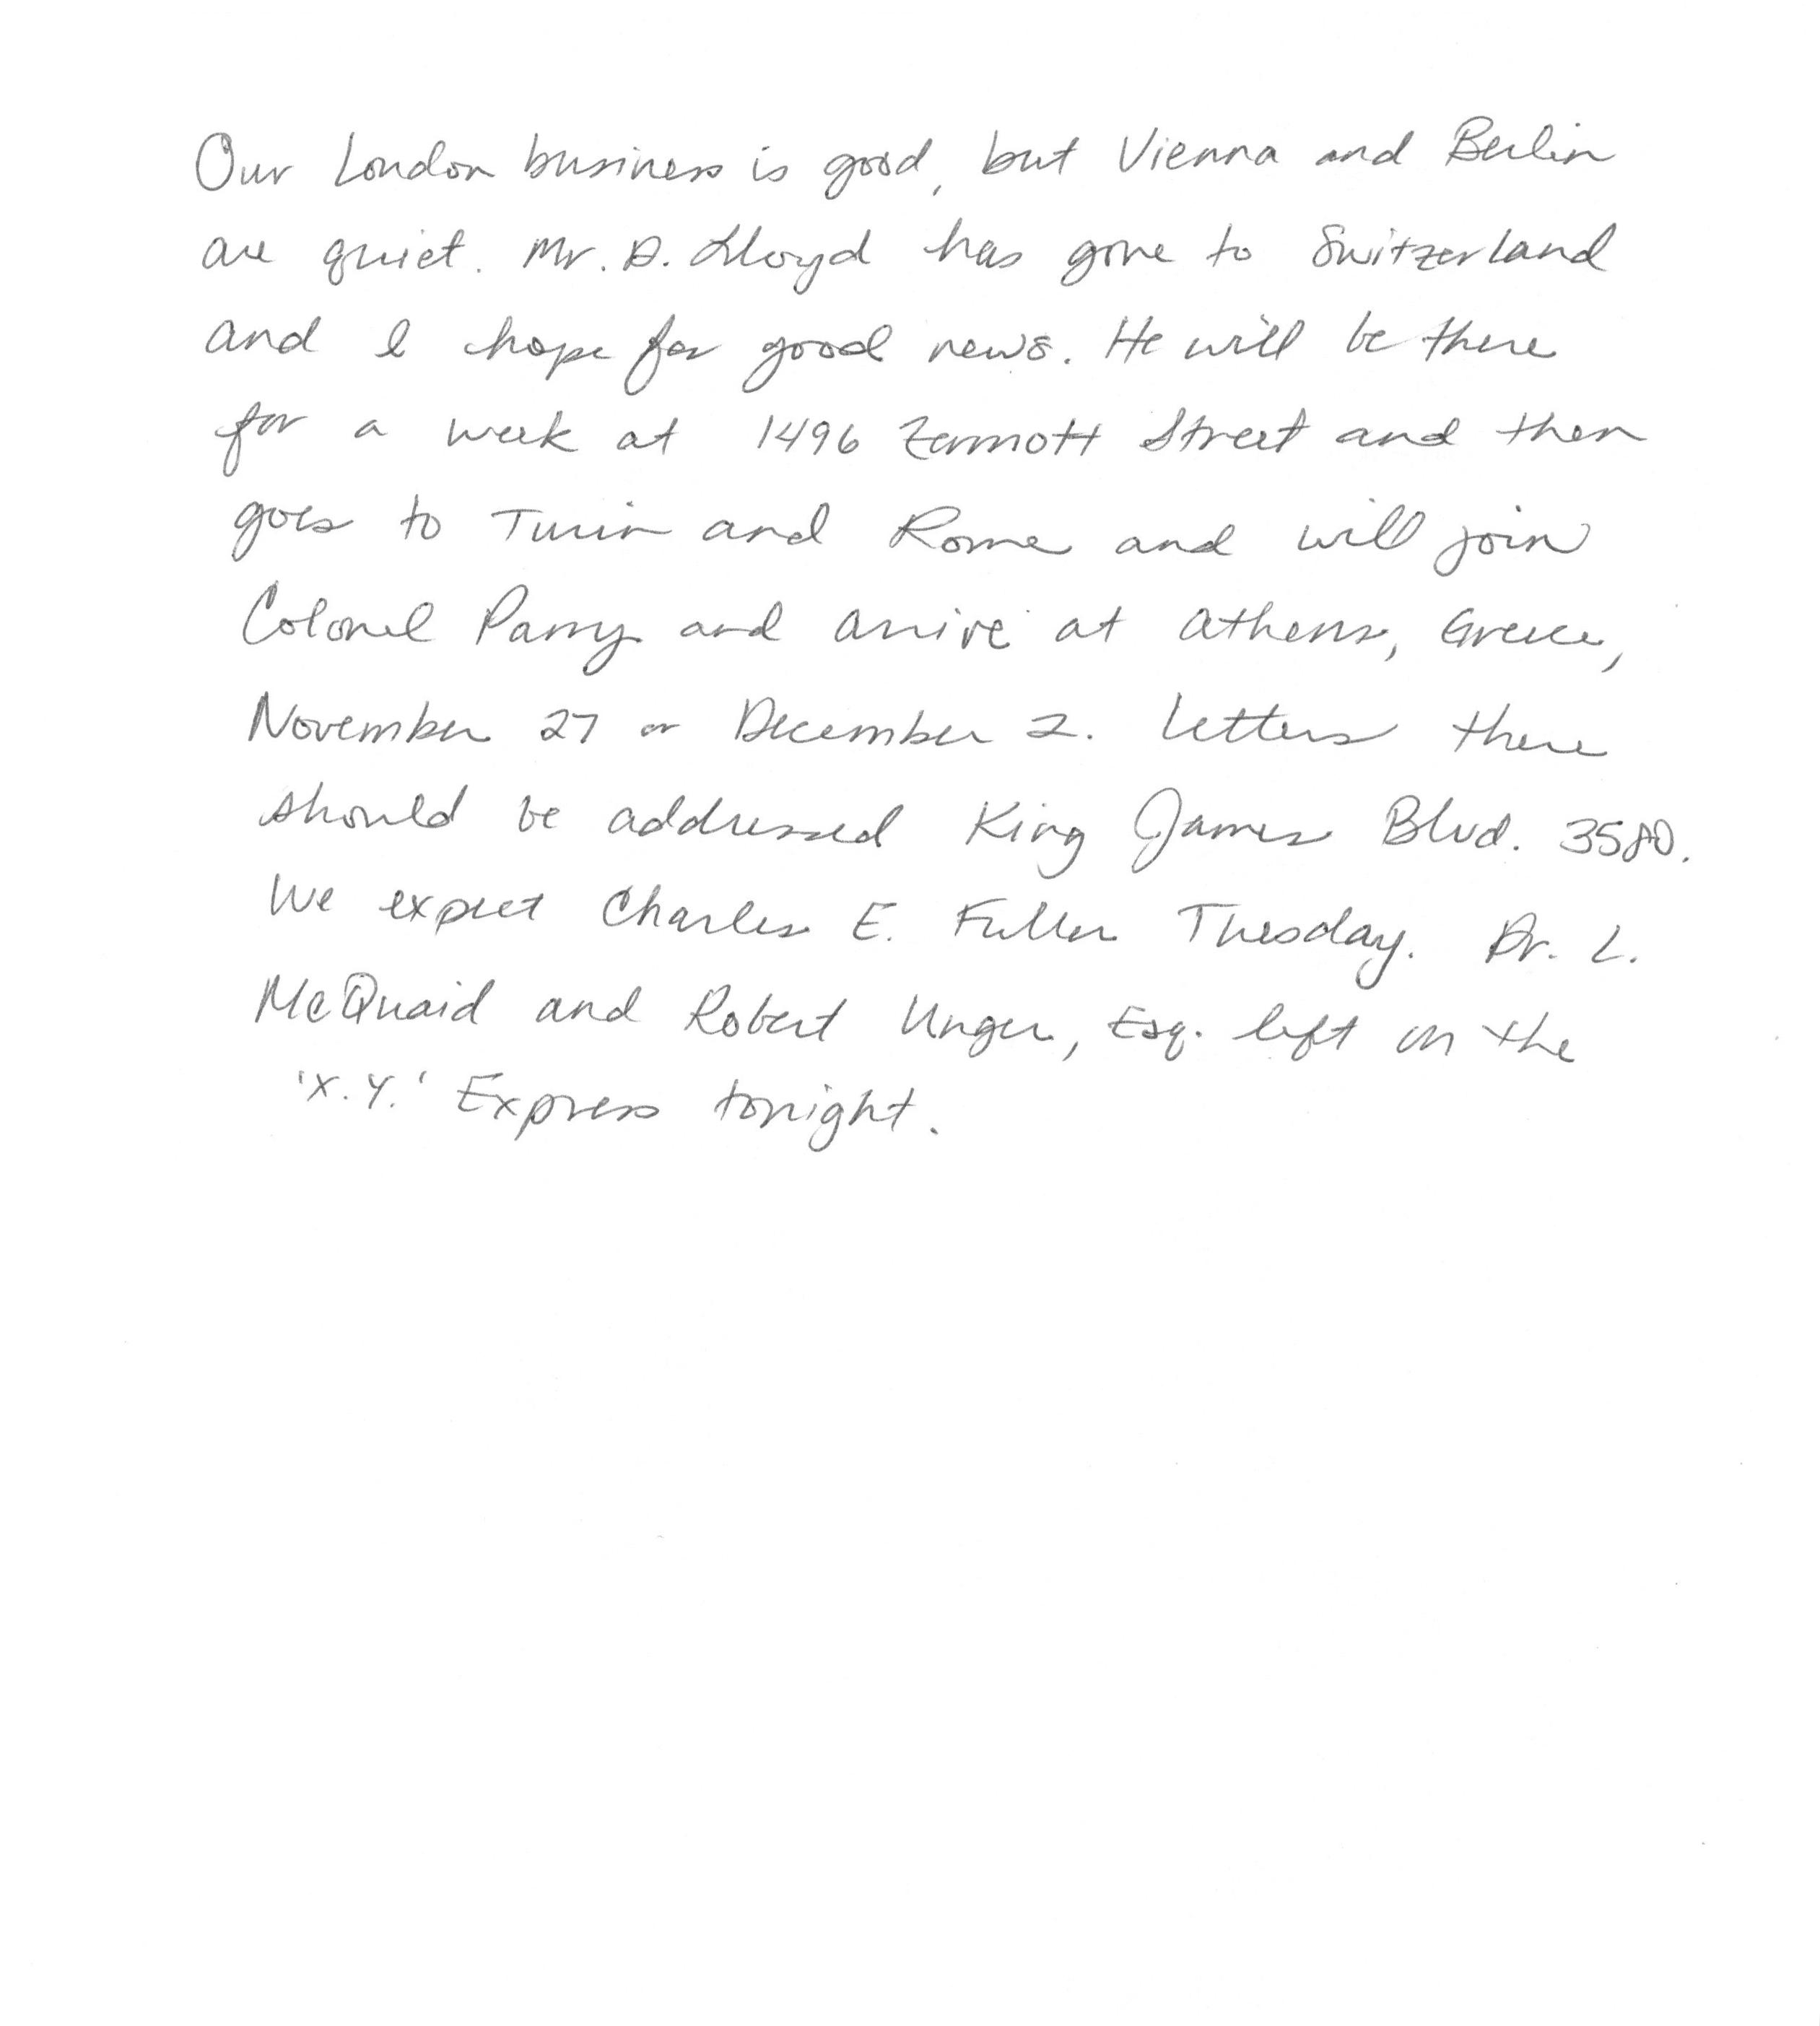 Our London business is good, but Vienna and Berlin
are quiet. Mr. D. Lloyd has gone to Switzerland
and I hope for good news. He will be there
for a week at 1496 Zermott Street and then
goes to Turin and Rome and will join
Colonel Parry and arrive at Athens, Greece,
November 27 or December 2. Letters there
should be addressed King James Blvd. 3580.
We expect Charles E. Fuller Tuesday. Dr. L.
McQuaid and Robert Unger, Esq. left on the
'X.Y.' Express tonight.